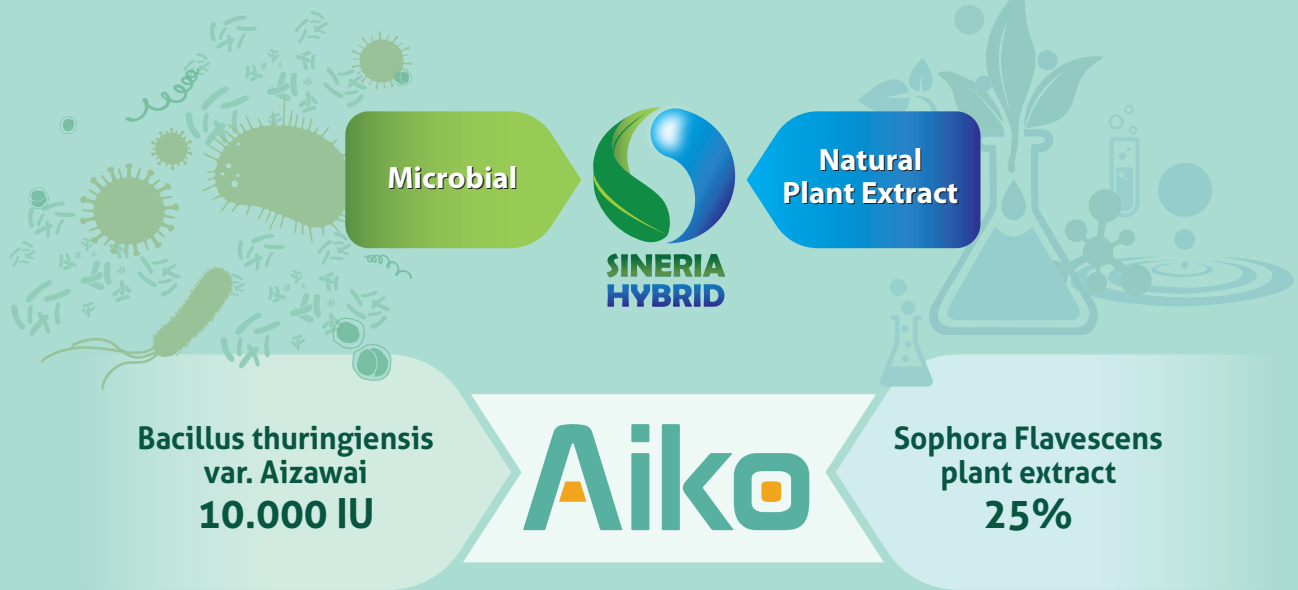 Microbial
Natural
Plant Extract
SINERIA
HYBRID
Bacillus thuringiensis
var. Aizawai
10.000 IU
Aiko
Sophora Flavescens
plant extract
25%